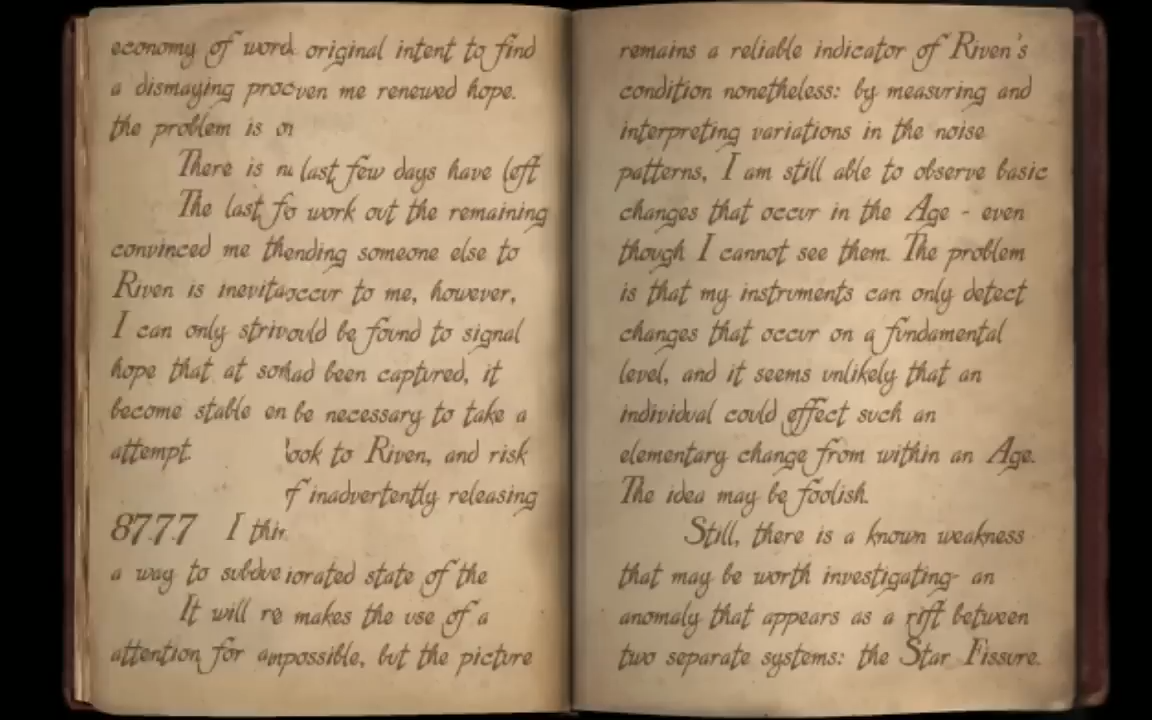 economy of word original intent to find
a dismaying procven me renewed hope.
the problem is on
There is nu last few days have left
The last fo work out the remaining
convinced me thending someone else to
Riven is inevitaoccur to me, however,
I can only strivould be found to signal
hope that at somhad been captured, it
become stable en be necessary to take a
attempt. book to Riven, and risk
f inadvertently releasing
87.7.7 I thin
a way to subdue iorated state of the
It will re makes the use of a
attention for ampossible, but the picture
remains a reliable indicator of Riven's
condition nonetheless: by measuring and
interpreting variations in the noise
patterns, I am still able to observe basic
changes that occur in the Age - even
though I cannot see them. The problem
is that my instruments can only detect
changes that occur on a fundamental
level, and it seems unlikely that an
individual could effect such an
elementary change from within an Age.
The idea may be foolish.
Still, there is a known weakness
that may be worth investigating- an
anomaly that appears as a rift between
two separate systems: the Star Fissure.